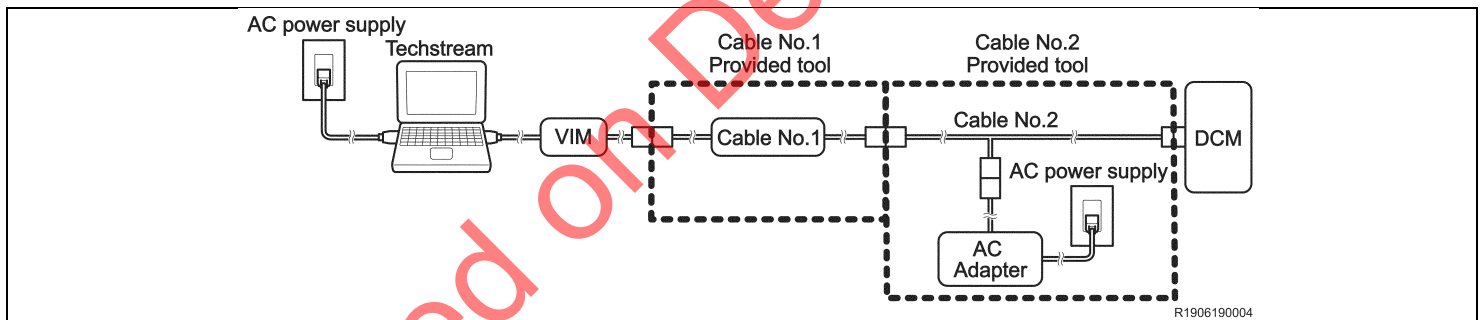 AC power supply
Techstream
VIM
Cable No.1
Provided tool
Cable No.1
Cable No.2
Provided tool
Cable No.2
DCM
AC power supply
AC
Adapter
R1906190004